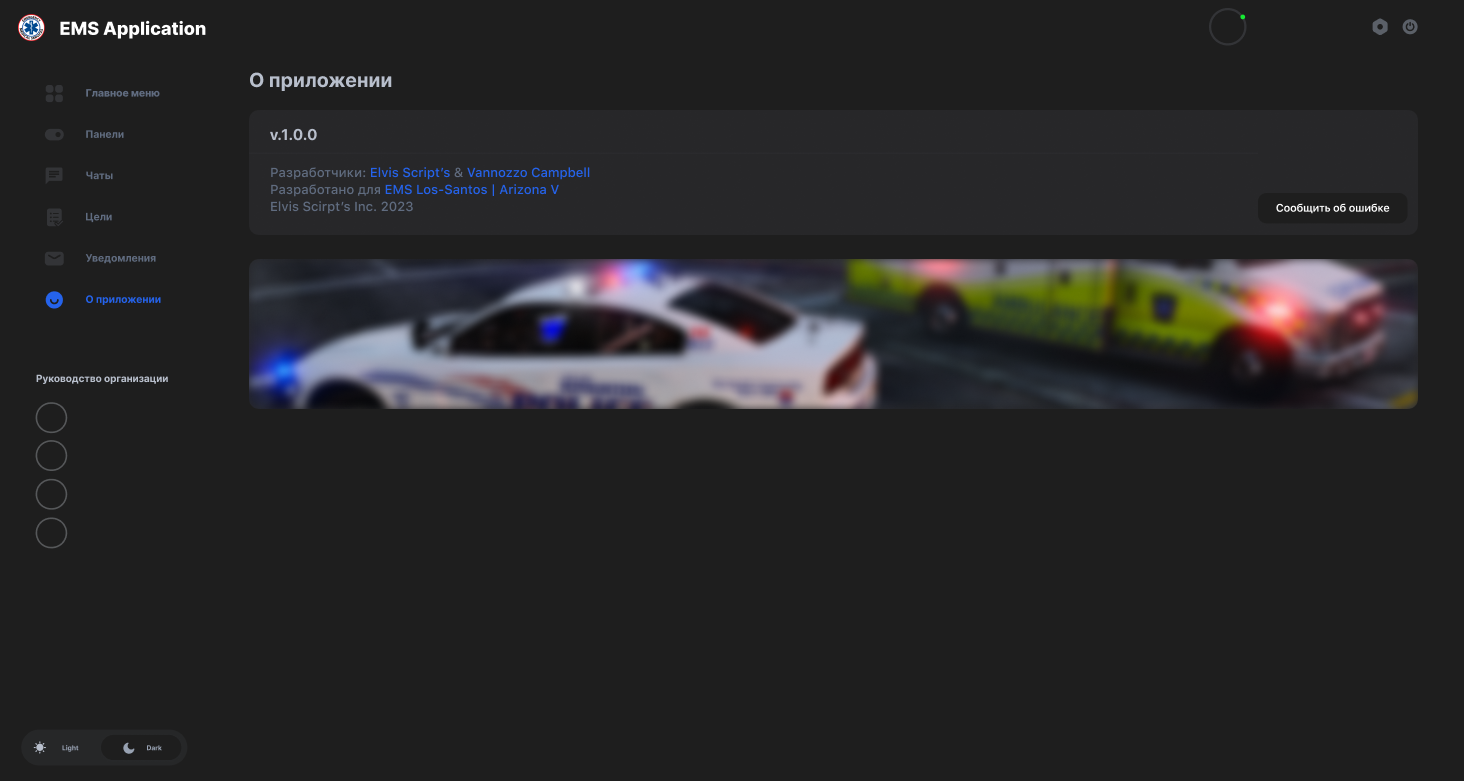 EMS Application
О приложении
Главное меню
Панели
Чаты
Цели
Уведомления
О приложении
v.1.0.0
Разработчики: Elvis Script's & Vannozzo Campbell
Разработано для EMS Los-Santos | Arizona V
Elvis Scirpt's Inc. 2023
Сообщить об ошибке
Руководство организации
Light
Dark